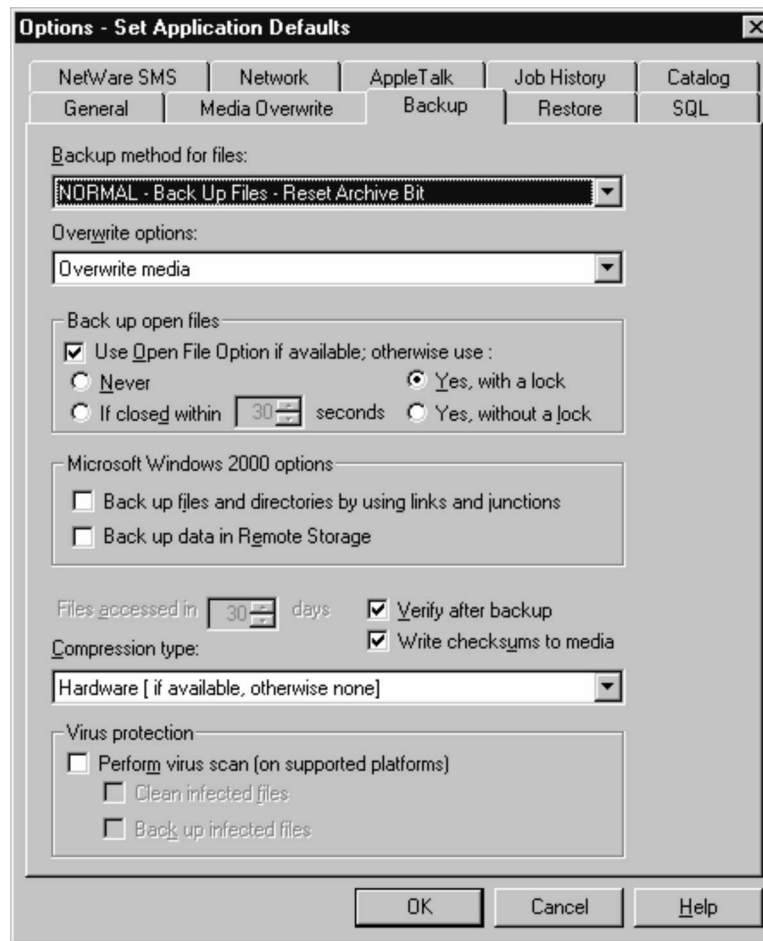 Options - Set Application Defaults
NetWare SMS
Network
AppleTalk
Job History
Catalog
General
Media Overwrite
Backup
Restore
SQL
Backup method for files:
NORMAL - Back Up Files - Reset Archive Bit
Overwrite options:
Overwrite media
Back up open files
Use Open File Option if available; otherwise use :
Never
Yes, with a lock
If closed within 30 seconds
Yes, without a lock
Microsoft Windows 2000 options
Back up files and directories by using links and junctions
Back up data in Remote Storage
Files accessed in 30 days
Verify after backup
Write checksums to media
Compression type:
Hardware [ if available, otherwise none]
Virus protection
Perform virus scan (on supported platforms)
Clean infected files
Back up infected files
OK
Cancel
Help